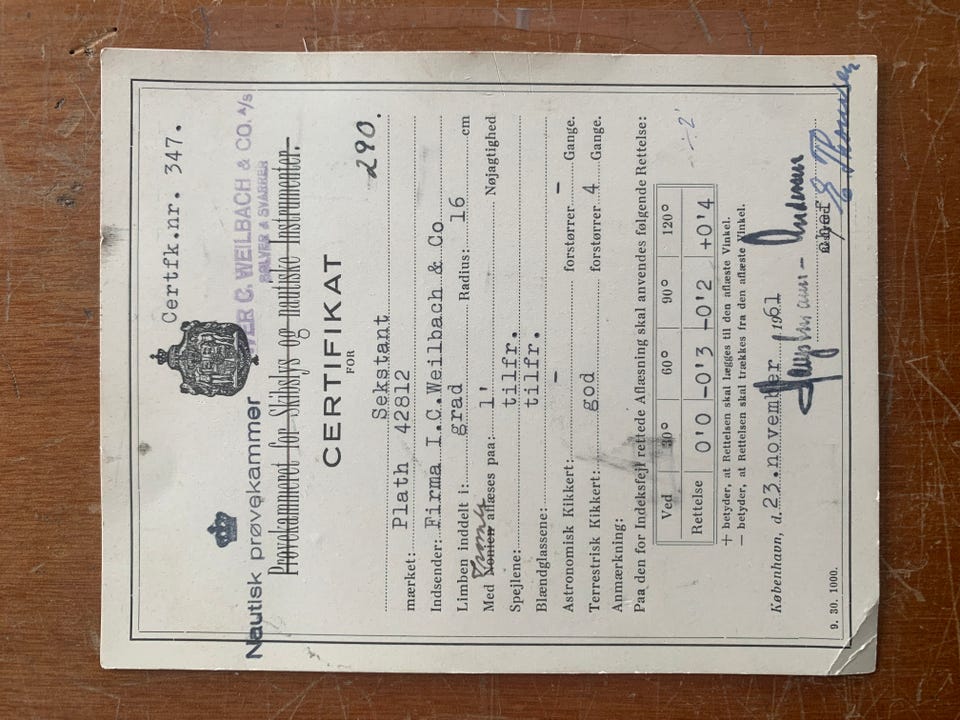 Certfk.nr. 347.
Nautisk prøvekammer
C. WEILBACH & CO. A/S
Prøvekammeret for Skibslys og nautiske Instrumenter.
CERTIFIKAT
FOR
290.
Sekstant
mærket: Plath 42812
Indsender: Firma I.C.Weilbach & Co
Limben inddelt i: grad Radius: 16 cm
Med Nonien Tromle aflæses paa: 1' Nøjagtighed
Spejlene: tilfr.
Blændglassene: tilfr.
Astronomisk Kikkert: - forstørrer - Gange.
Terrestrisk Kikkert: god forstørrer 4 Gange.
Anmærkning:
Paa den for Indeksfejl rettede Aflæsning skal anvendes følgende Rettelse:
Ved 30° 60° 90° 120°
Rettelse 0'0 -0'3 -0'2 +0'4
÷2'
+ betyder, at Rettelsen skal lægges til den aflæste Vinkel.
− betyder, at Rettelsen skal trækkes fra den aflæste Vinkel.
København, d. 23.november 1961
9. 30. 1000.